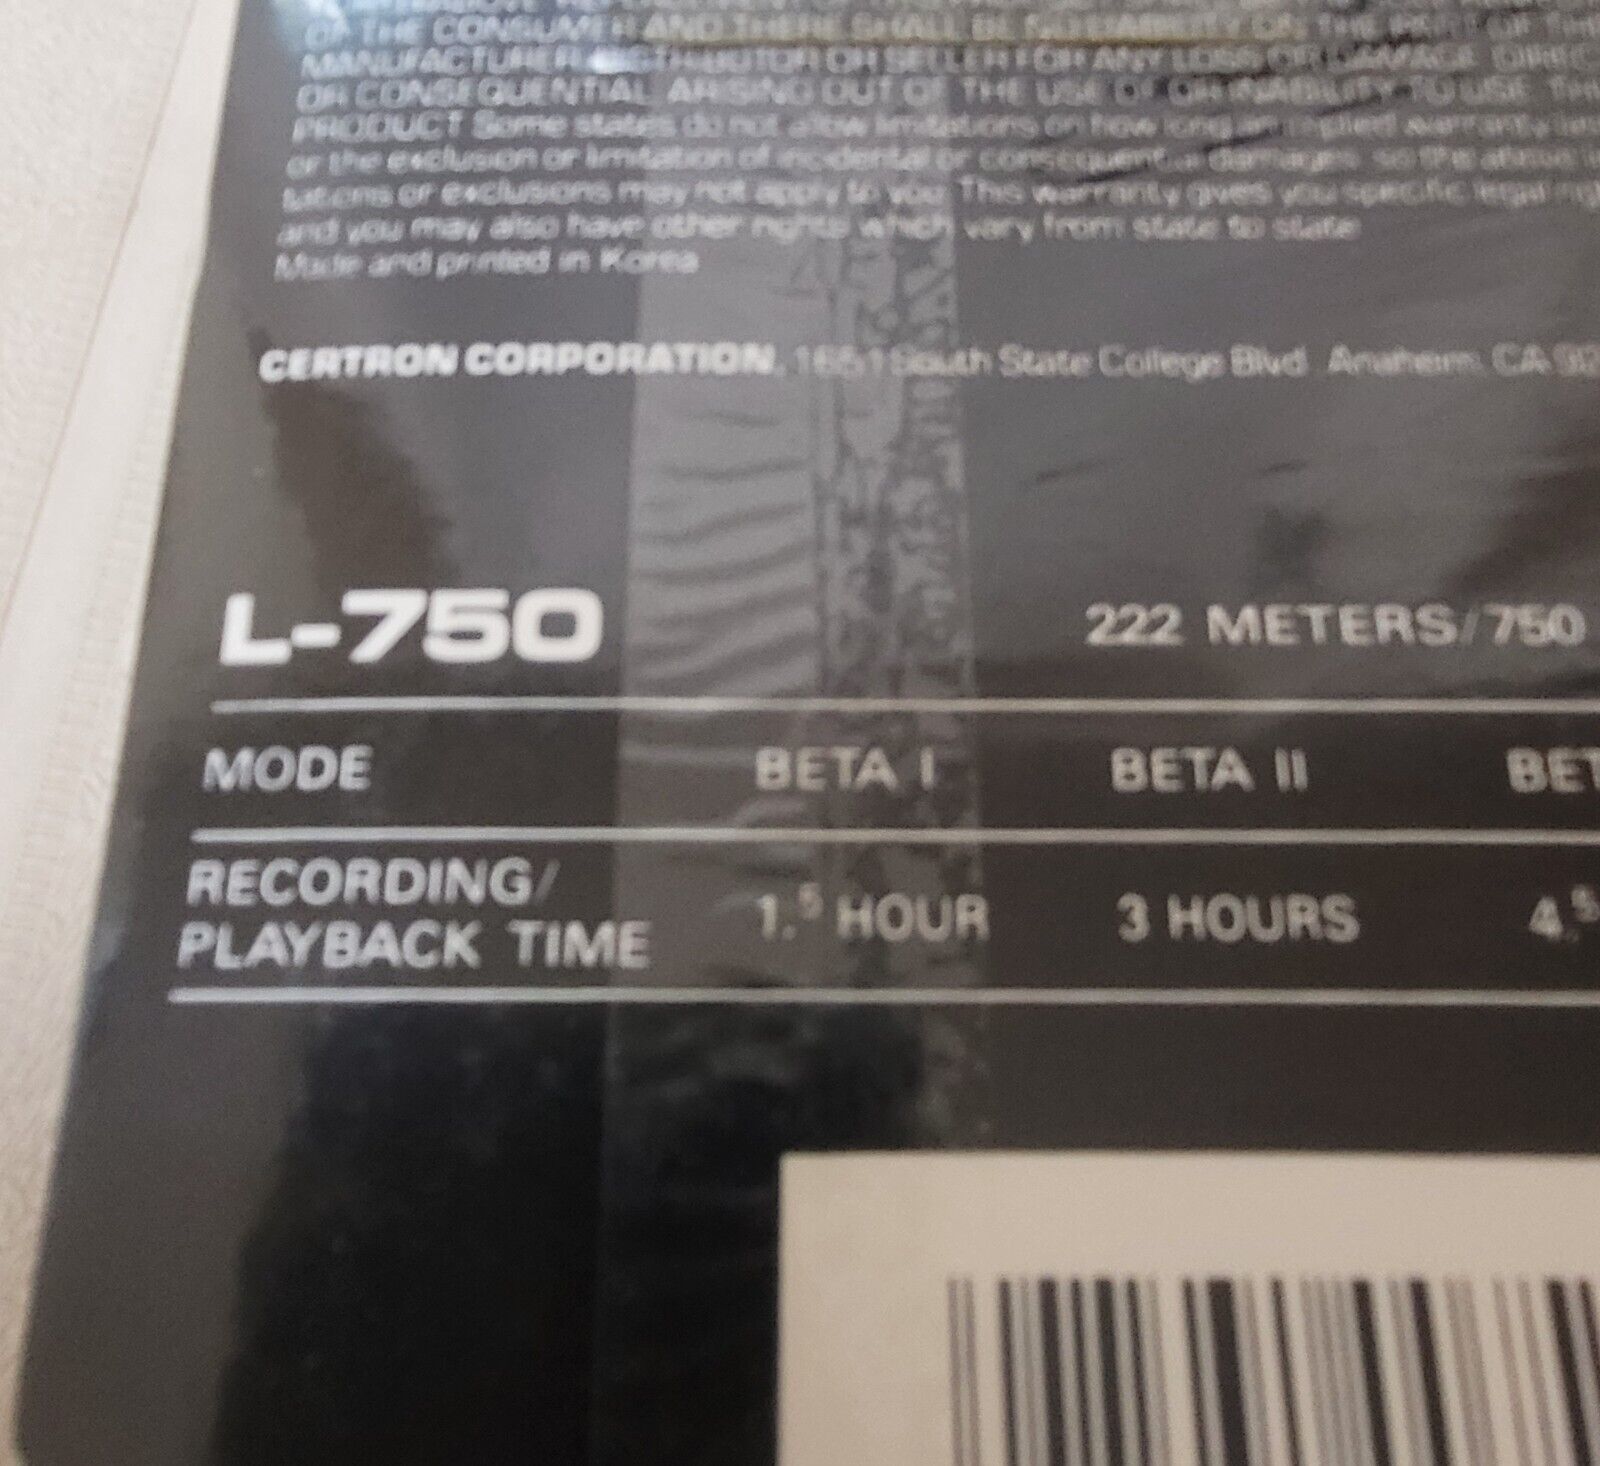 OF THE CONSUMER AND THERE SHALL BE NO LIABILITY ON THE PART OF THE
MANUFACTURER DISTRIBUTOR OR SELLER FOR ANY LOSS OR DAMAGE DIREC
OR CONSEQUENTIAL ARISING OUT OF THE USE OF OR INABILITY TO USE THE
PRODUCT Some states do not allow limitations on how long an implied warranty
or the exclusion or limitation of incidental or consequential damages so the above
tations or exclusions may not apply to you This warranty gives you specific legal
and you may also have other rights which vary from state to state
Made and printed in Korea
CERTRON CORPORATION, 1651 South State College Blvd. Anaheim, CA
L-750 222 METERS/750
MODE BETA I BETA II BET
RECORDING/
PLAYBACK TIME 1.5 HOUR 3 HOURS 4.5